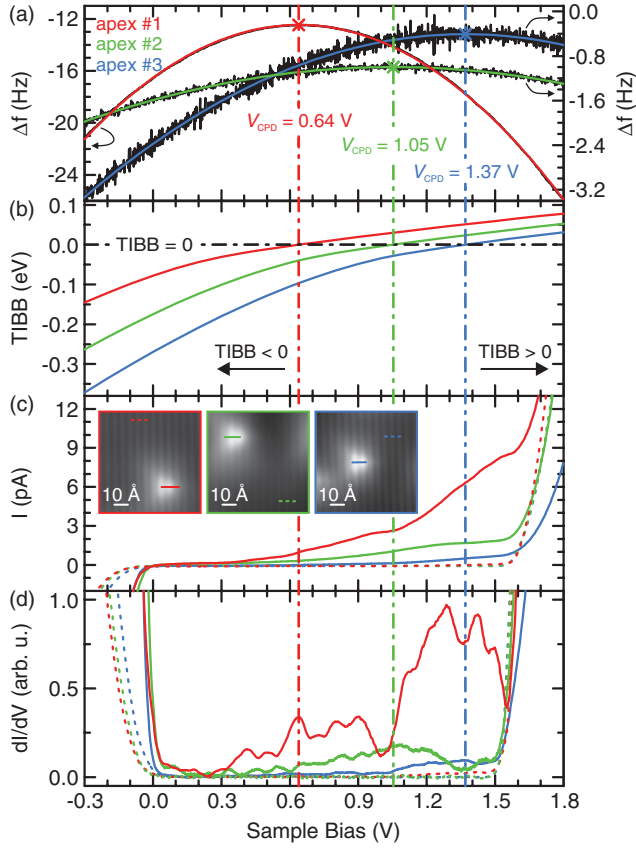 (a)
-12
-16
-20
-24
Δf (Hz)
apex #1
apex #2
apex #3
V_CPD = 0.64 V
V_CPD = 1.05 V
V_CPD = 1.37 V
0.0
-0.8
-1.6
-2.4
-3.2
Δf (Hz)
(b)
0.1
0.0
-0.1
-0.2
-0.3
TIBB (eV)
TIBB = 0
TIBB < 0
TIBB > 0
(c)
12
9
6
3
0
I (pA)
10 Å
10 Å
10 Å
(d)
1.0
0.5
0.0
dI/dV (arb. u.)
-0.3 0.0 0.3 0.6 0.9 1.2 1.5 1.8
Sample Bias (V)